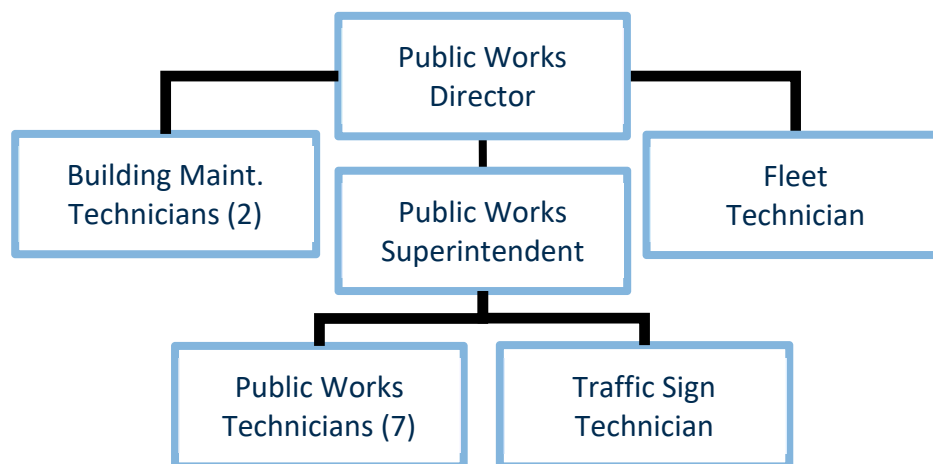 Public Works
Director
Building Maint.
Technicians (2)
Public Works
Superintendent
Fleet
Technician
Public Works
Technicians (7)
Traffic Sign
Technician